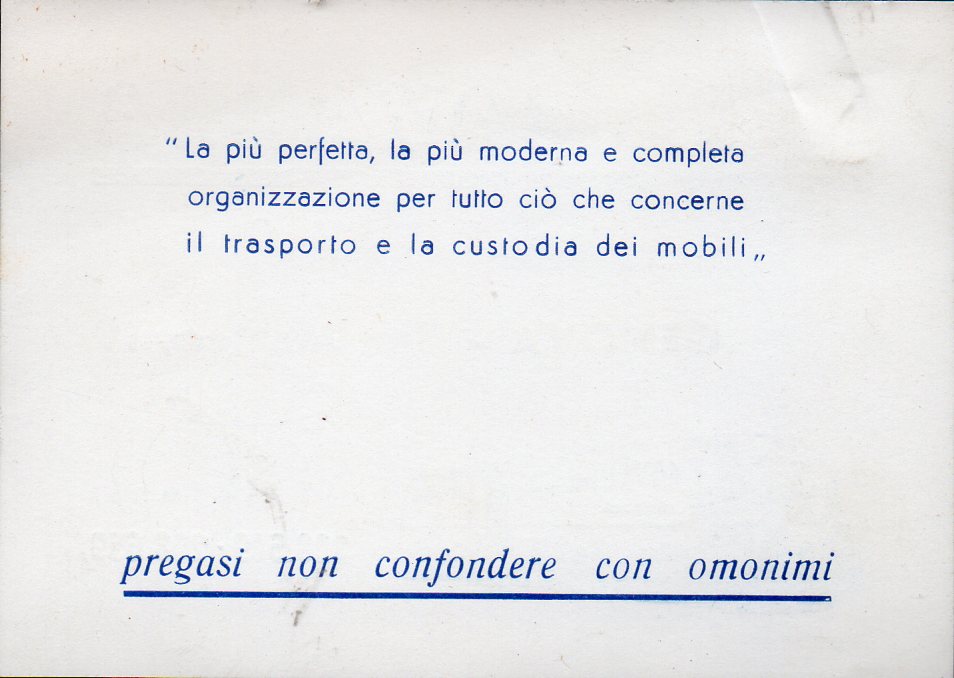 “La più perfetta, la più moderna e completa
organizzazione per tutto ciò che concerne
il trasporto e la custodia dei mobili„
pregasi non confondere con omonimi